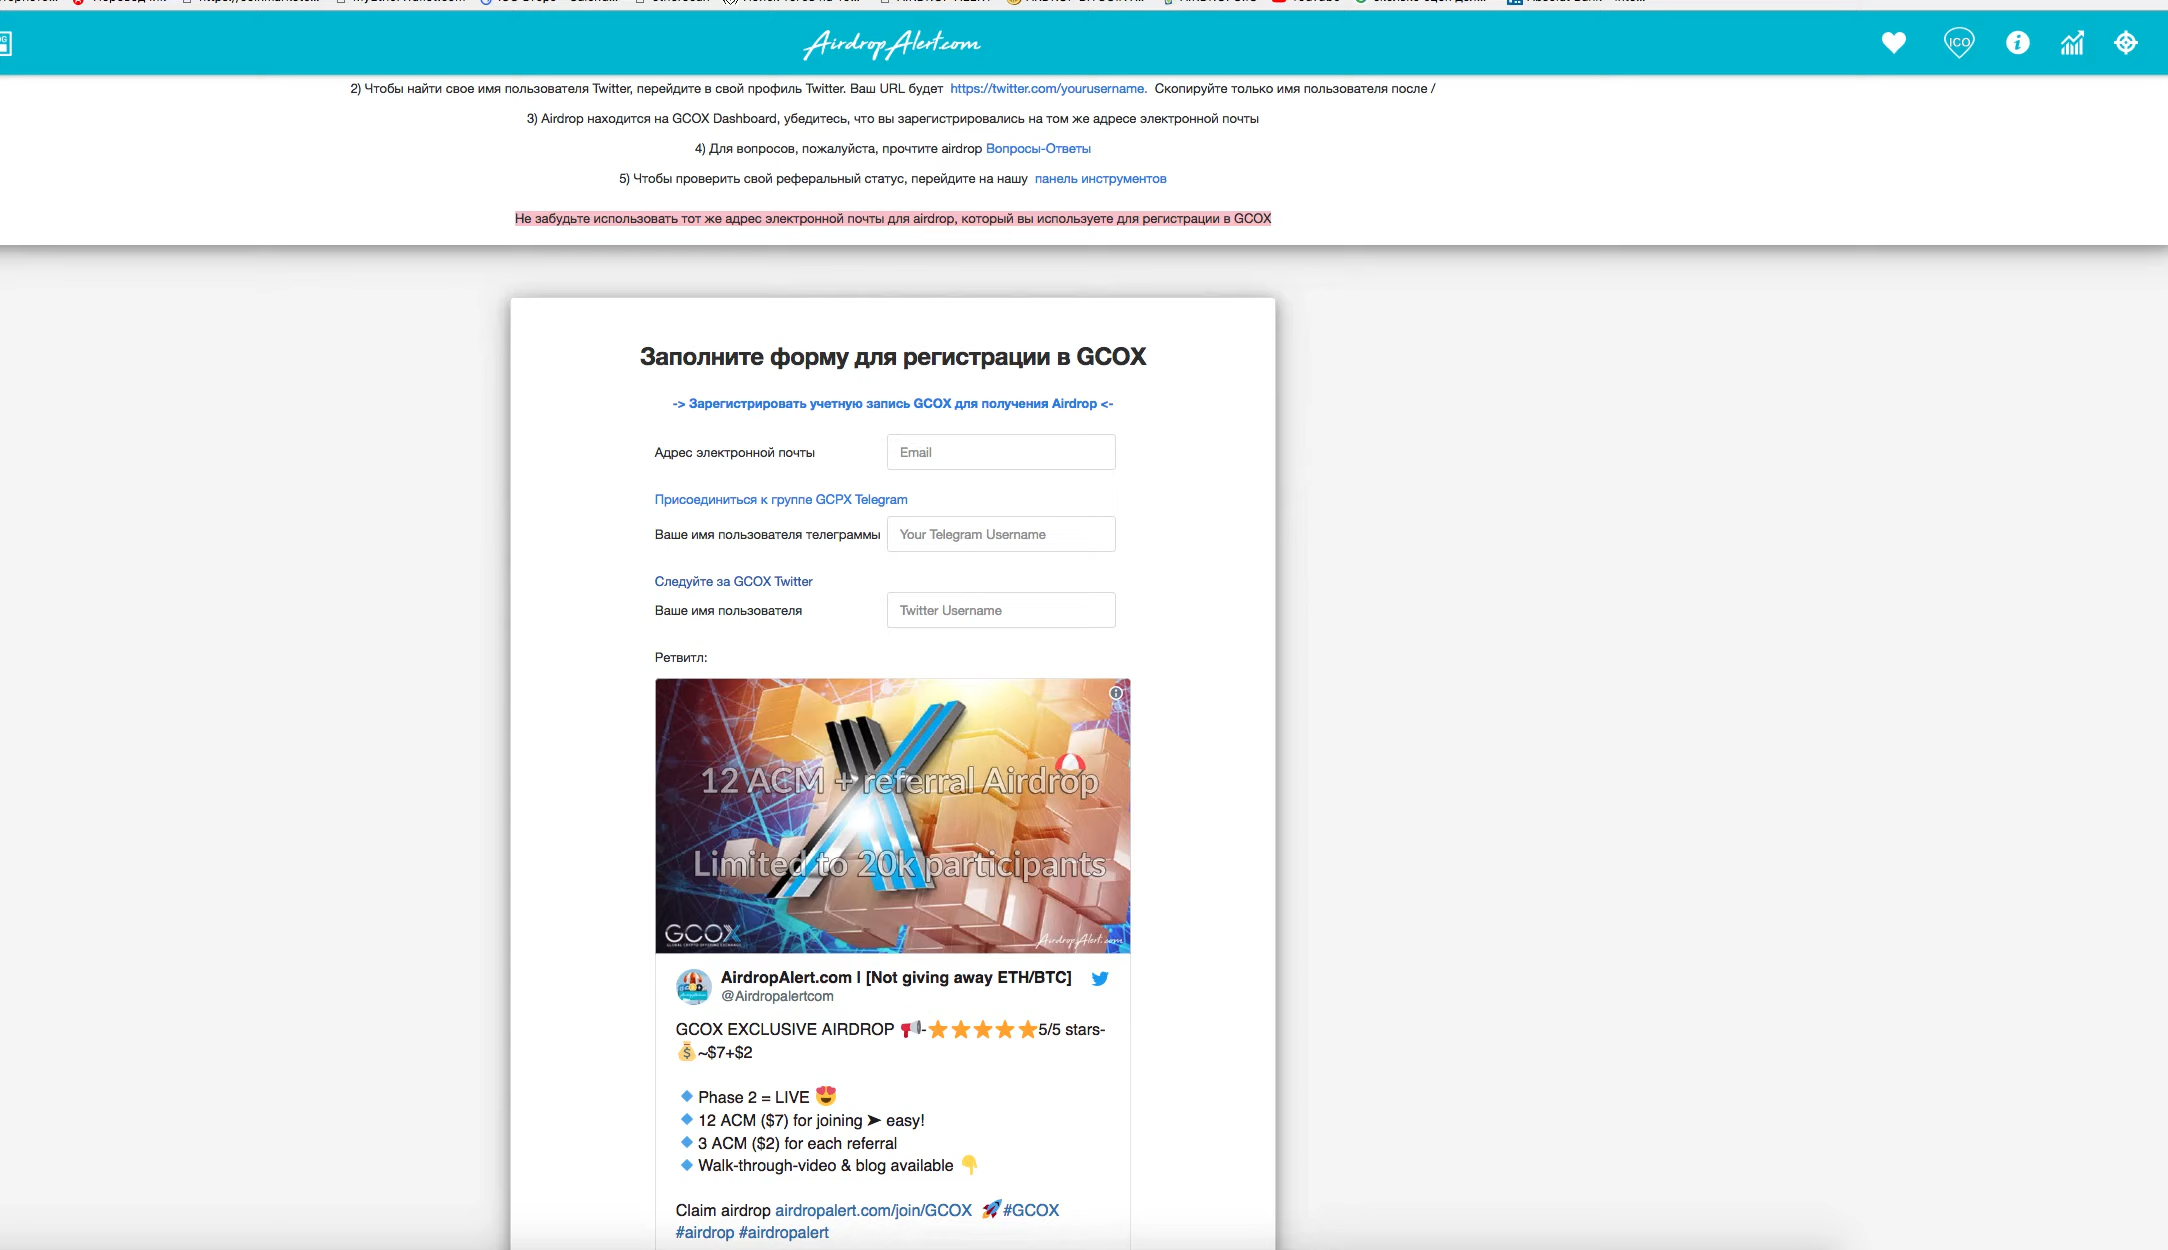 AirdropAlert.com
2) Чтобы найти свое имя пользователя Twitter, перейдите в свой профиль Twitter. Ваш URL будет https://twitter.com/yourusername. Скопируйте только имя пользователя после /
3) Airdrop находится на GCOX Dashboard, убедитесь, что вы зарегистрировались на том же адресе электронной почты
4) Для вопросов, пожалуйста, прочтите airdrop Вопросы-Ответы
5) Чтобы проверить свой реферальный статус, перейдите на нашу панель инструментов
Не забудьте использовать тот же адрес электронной почты для airdrop, который вы используете для регистрации в GCOX
Заполните форму для регистрации в GCOX
-> Зарегистрировать учетную запись GCOX для получения Airdrop <-
Адрес электронной почты Email
Присоединиться к группе GCPX Telegram
Ваше имя пользователя телеграммы Your Telegram Username
Следуйте за GCOX Twitter
Ваше имя пользователя Twitter Username
Ретвитл:
12 ACM + referral Airdrop
Limited to 20k participants
GCOX
AirdropAlert.com
AirdropAlert.com I [Not giving away ETH/BTC]
@Airdropalertcom
GCOX EXCLUSIVE AIRDROP 📢-⭐⭐⭐⭐⭐5/5 stars-
💰~$7+$2
🔹 Phase 2 = LIVE 😍
🔹 12 ACM ($7) for joining ➤ easy!
🔹 3 ACM ($2) for each referral
🔹 Walk-through-video & blog available 👇
Claim airdrop airdropalert.com/join/GCOX 🚀#GCOX
#airdrop #airdropalert